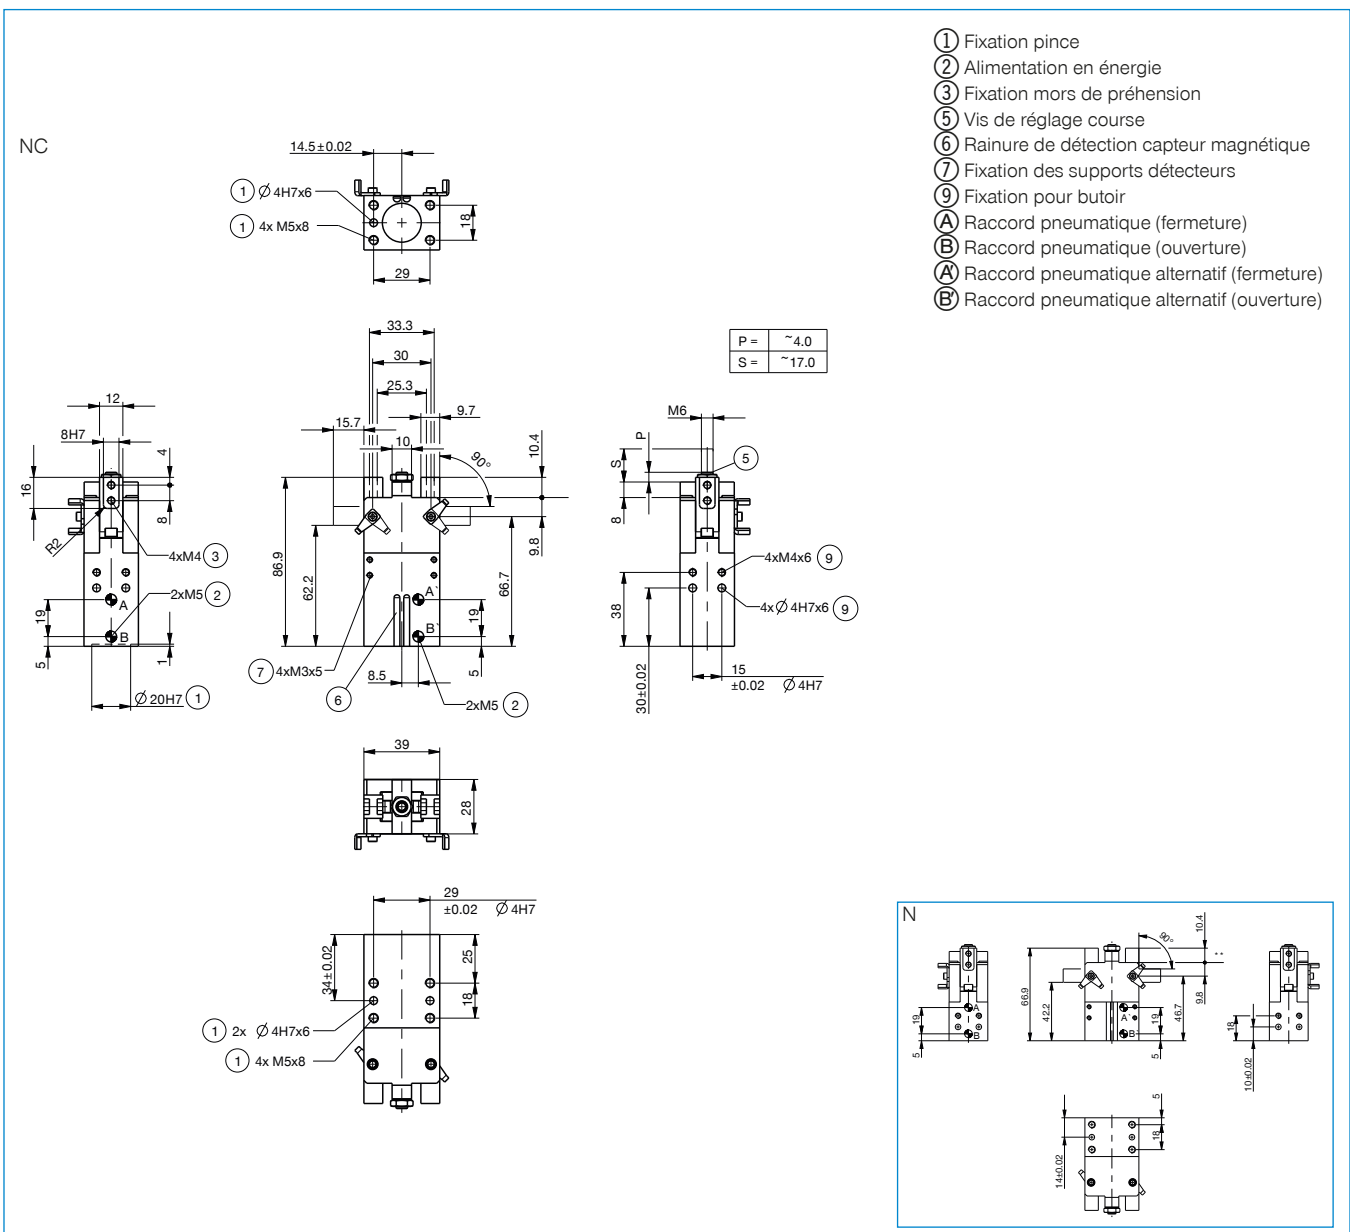 1 Fixation pince
2 Alimentation en énergie
3 Fixation mors de préhension
5 Vis de réglage course
6 Rainure de détection capteur magnétique
7 Fixation des supports détecteurs
9 Fixation pour butoir
A Raccord pneumatique (fermeture)
B Raccord pneumatique (ouverture)
A' Raccord pneumatique alternatif (fermeture)
B' Raccord pneumatique alternatif (ouverture)
NC
14.5±0.02
1 Ø 4H7x6
1 4x M5x8
18
29
P = ~4.0
S = ~17.0
12
8H7
4
16
8
R2
4xM4 3
2xM5 2
A
B
19
5
1
Ø 20H7 1
33.3
30
25.3
15.7
9.7
10
90°
10.4
9.8
86.9
62.2
66.7
A`
B`
19
5
7 4xM3x5
6
8.5
2xM5 2
M6
P
S
5
8
4xM4x6 9
4xØ 4H7x6 9
38
30±0.02
15
±0.02 Ø 4H7
39
28
29
±0.02 Ø 4H7
34±0.02
25
18
1 2x Ø 4H7x6
1 4x M5x8
N
A
B
19
5
90°
10.4
**
9.8
66.9
42.2
46.7
A`
B`
19
5
18
10±0.02
5
18
14±0.02